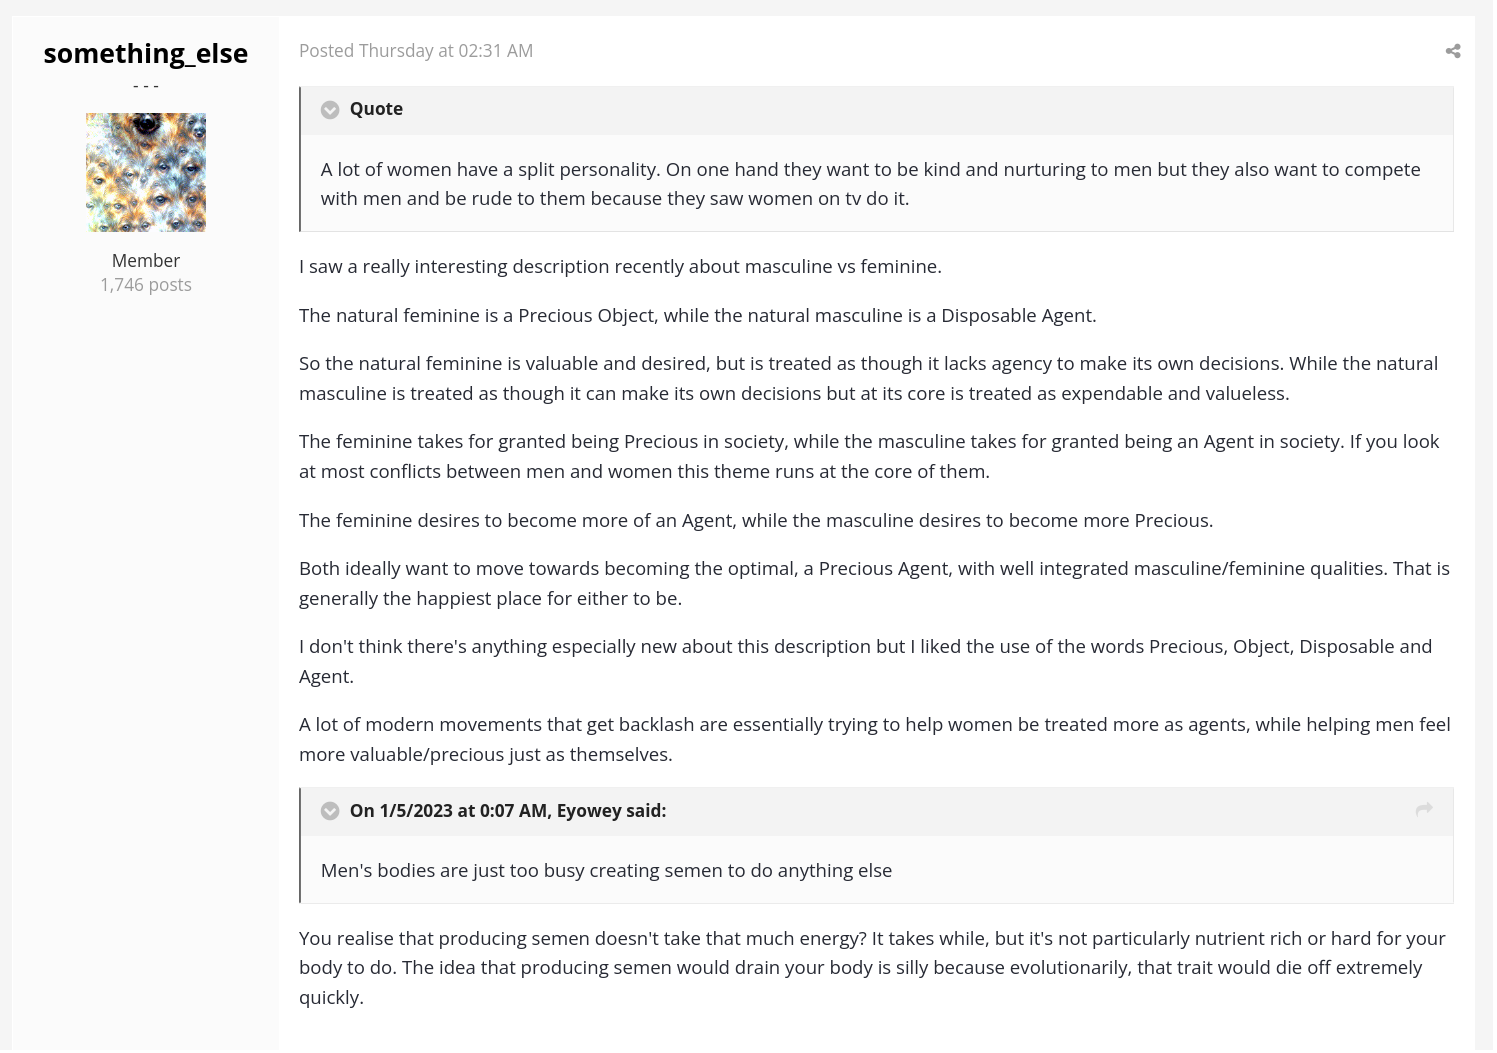 something_else
- - -
Member
1,746 posts
Posted Thursday at 02:31 AM
Quote
A lot of women have a split personality. On one hand they want to be kind and nurturing to men but they also want to compete
with men and be rude to them because they saw women on tv do it.
I saw a really interesting description recently about masculine vs feminine.
The natural feminine is a Precious Object, while the natural masculine is a Disposable Agent.
So the natural feminine is valuable and desired, but is treated as though it lacks agency to make its own decisions. While the natural
masculine is treated as though it can make its own decisions but at its core is treated as expendable and valueless.
The feminine takes for granted being Precious in society, while the masculine takes for granted being an Agent in society. If you look
at most conflicts between men and women this theme runs at the core of them.
The feminine desires to become more of an Agent, while the masculine desires to become more Precious.
Both ideally want to move towards becoming the optimal, a Precious Agent, with well integrated masculine/feminine qualities. That is
generally the happiest place for either to be.
I don't think there's anything especially new about this description but I liked the use of the words Precious, Object, Disposable and
Agent.
A lot of modern movements that get backlash are essentially trying to help women be treated more as agents, while helping men feel
more valuable/precious just as themselves.
On 1/5/2023 at 0:07 AM, Eyowey said:
Men's bodies are just too busy creating semen to do anything else
You realise that producing semen doesn't take that much energy? It takes while, but it's not particularly nutrient rich or hard for your
body to do. The idea that producing semen would drain your body is silly because evolutionarily, that trait would die off extremely
quickly.